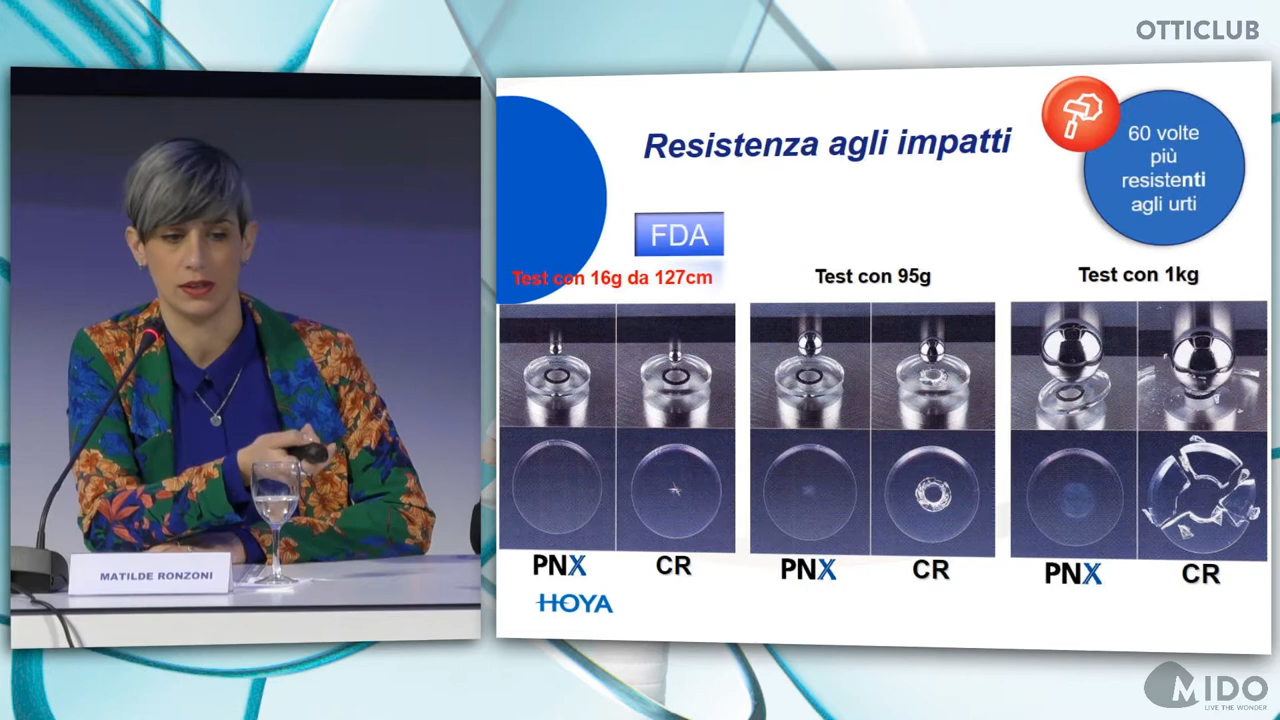 OTTICLUB
Resistenza agli impatti
60 volte
più
resistenti
agli urti
FDA
Test con 16g da 127cm
Test con 95g
Test con 1kg
PNX
CR
PNX
CR
PNX
CR
HOYA
MATILDE RONZONI
MIDO
LIVE THE WONDER